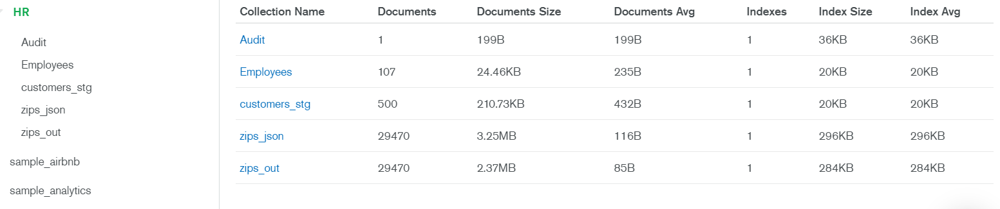 HR
Audit
Employees
customers_stg
zips_json
zips_out
sample_airbnb
sample_analytics
Collection Name Documents Documents Size Documents Avg Indexes Index Size Index Avg
Audit 1 199B 199B 1 36KB 36KB
Employees 107 24.46KB 235B 1 20KB 20KB
customers_stg 500 210.73KB 432B 1 20KB 20KB
zips_json 29470 3.25MB 116B 1 296KB 296KB
zips_out 29470 2.37MB 85B 1 284KB 284KB